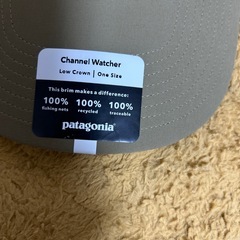 Channel Watcher
Low Crown | One Size
This brim makes a difference:
100% 100% 100%
fishing nets recycled traceable
patagonia